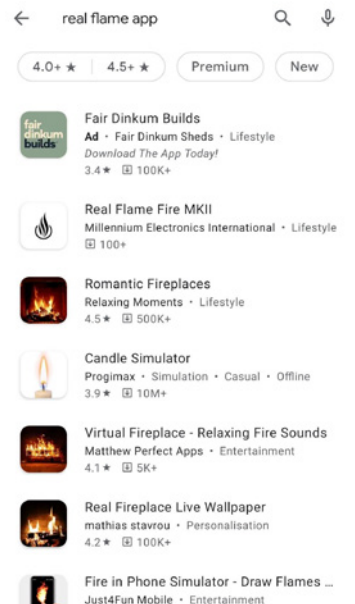 real flame app
4.0+ ★ 4.5+ ★ Premium New
fair
dinkum
builds
Fair Dinkum Builds
Ad • Fair Dinkum Sheds • Lifestyle
Download The App Today!
3.4★ 100K+
Real Flame Fire MKII
Millennium Electronics International • Lifestyle
100+
Romantic Fireplaces
Relaxing Moments • Lifestyle
4.5★ 500K+
Candle Simulator
Progimax • Simulation • Casual • Offline
3.9★ 10M+
Virtual Fireplace - Relaxing Fire Sounds
Matthew Perfect Apps • Entertainment
4.1★ 5K+
Real Fireplace Live Wallpaper
mathias stavrou • Personalisation
4.2★ 100K+
Fire in Phone Simulator - Draw Flames ...
Just4Fun Mobile • Entertainment